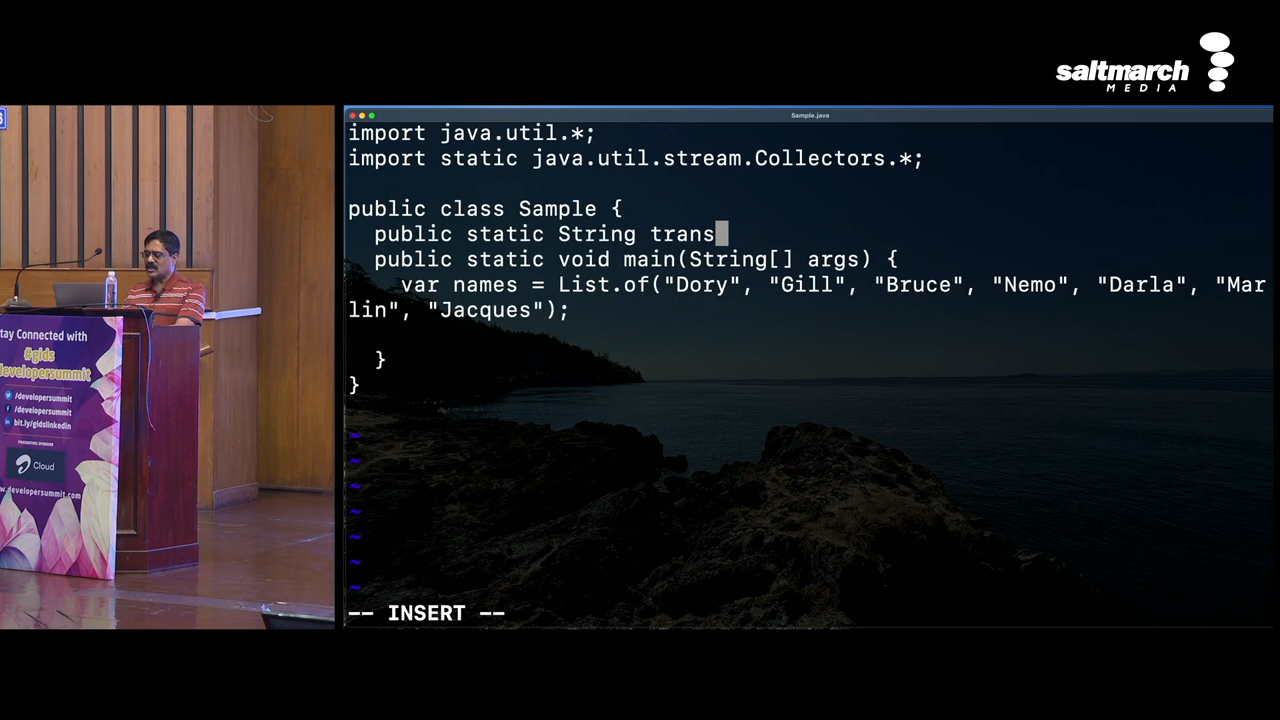 saltmarch
MEDIA
Sample.java
import java.util.*;
import static java.util.stream.Collectors.*;
public class Sample {
public static String trans
public static void main(String[] args) {
var names = List.of("Dory", "Gill", "Bruce", "Nemo", "Darla", "Mar
lin", "Jacques");
}
}
~
~
~
~
~
~
~
-- INSERT --
tay Connected with
#gids
developersummit
/developersummit
/developersummit
bit.ly/gidslinkedin
PRESENTING SPONSOR
Cloud
w.developersummit.com